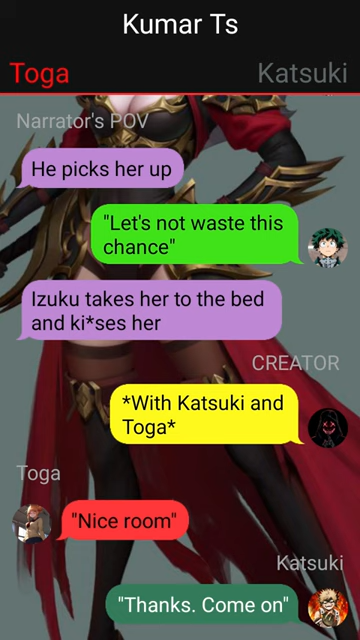 Kumar Ts
Toga Katsuki
Narrator's POV
He picks her up
"Let's not waste this
chance"
Izuku takes her to the bed
and ki*ses her
CREATOR
*With Katsuki and
Toga*
Toga
"Nice room"
Katsuki
"Thanks. Come on"